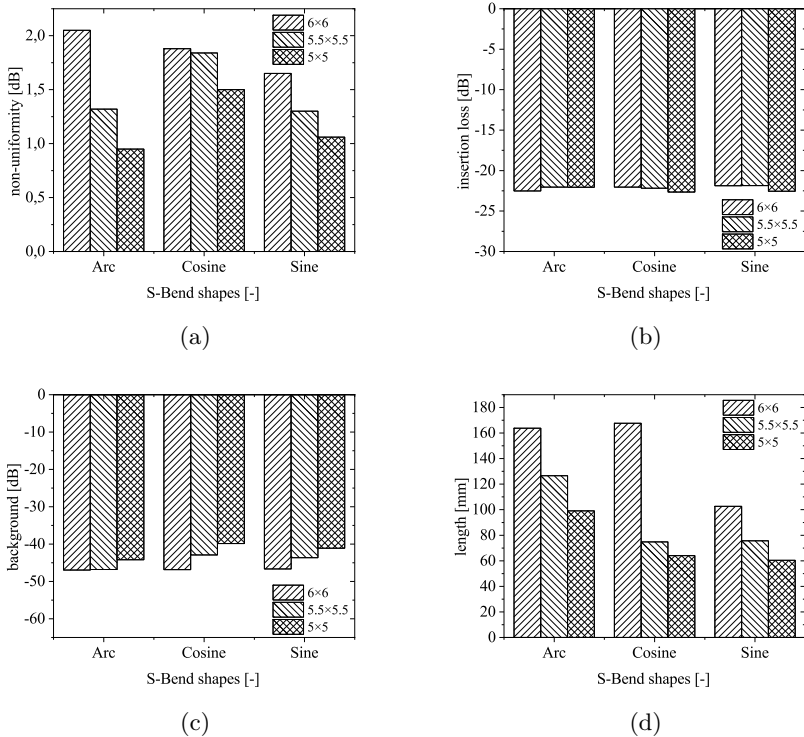 2,0
1,5
1,0
0,5
0,0
non-uniformity [dB]
6×6
5.5×5.5
5×5
Arc Cosine Sine
S-Bend shapes [-]
(a)
0
-5
-10
-15
-20
-25
-30
insertion loss [dB]
6×6
5.5×5.5
5×5
Arc Cosine Sine
S-Bend shapes [-]
(b)
0
-10
-20
-30
-40
-50
-60
background [dB]
6×6
5.5×5.5
5×5
Arc Cosine Sine
S-Bend shapes [-]
(c)
180
160
140
120
100
80
60
40
20
0
length [mm]
6×6
5.5×5.5
5×5
Arc Cosine Sine
S-Bend shapes [-]
(d)